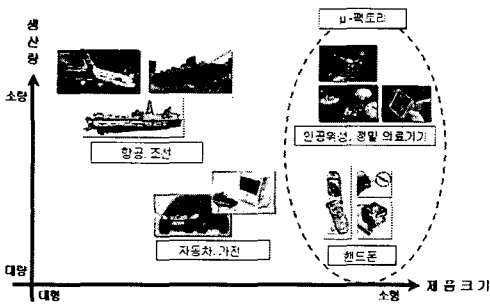 μ-팩토리
생
산
량
소량
항공, 조선
인공위성, 정밀 의료기기
자동차, 가전
핸드폰
대량
대형
소형
제품크기